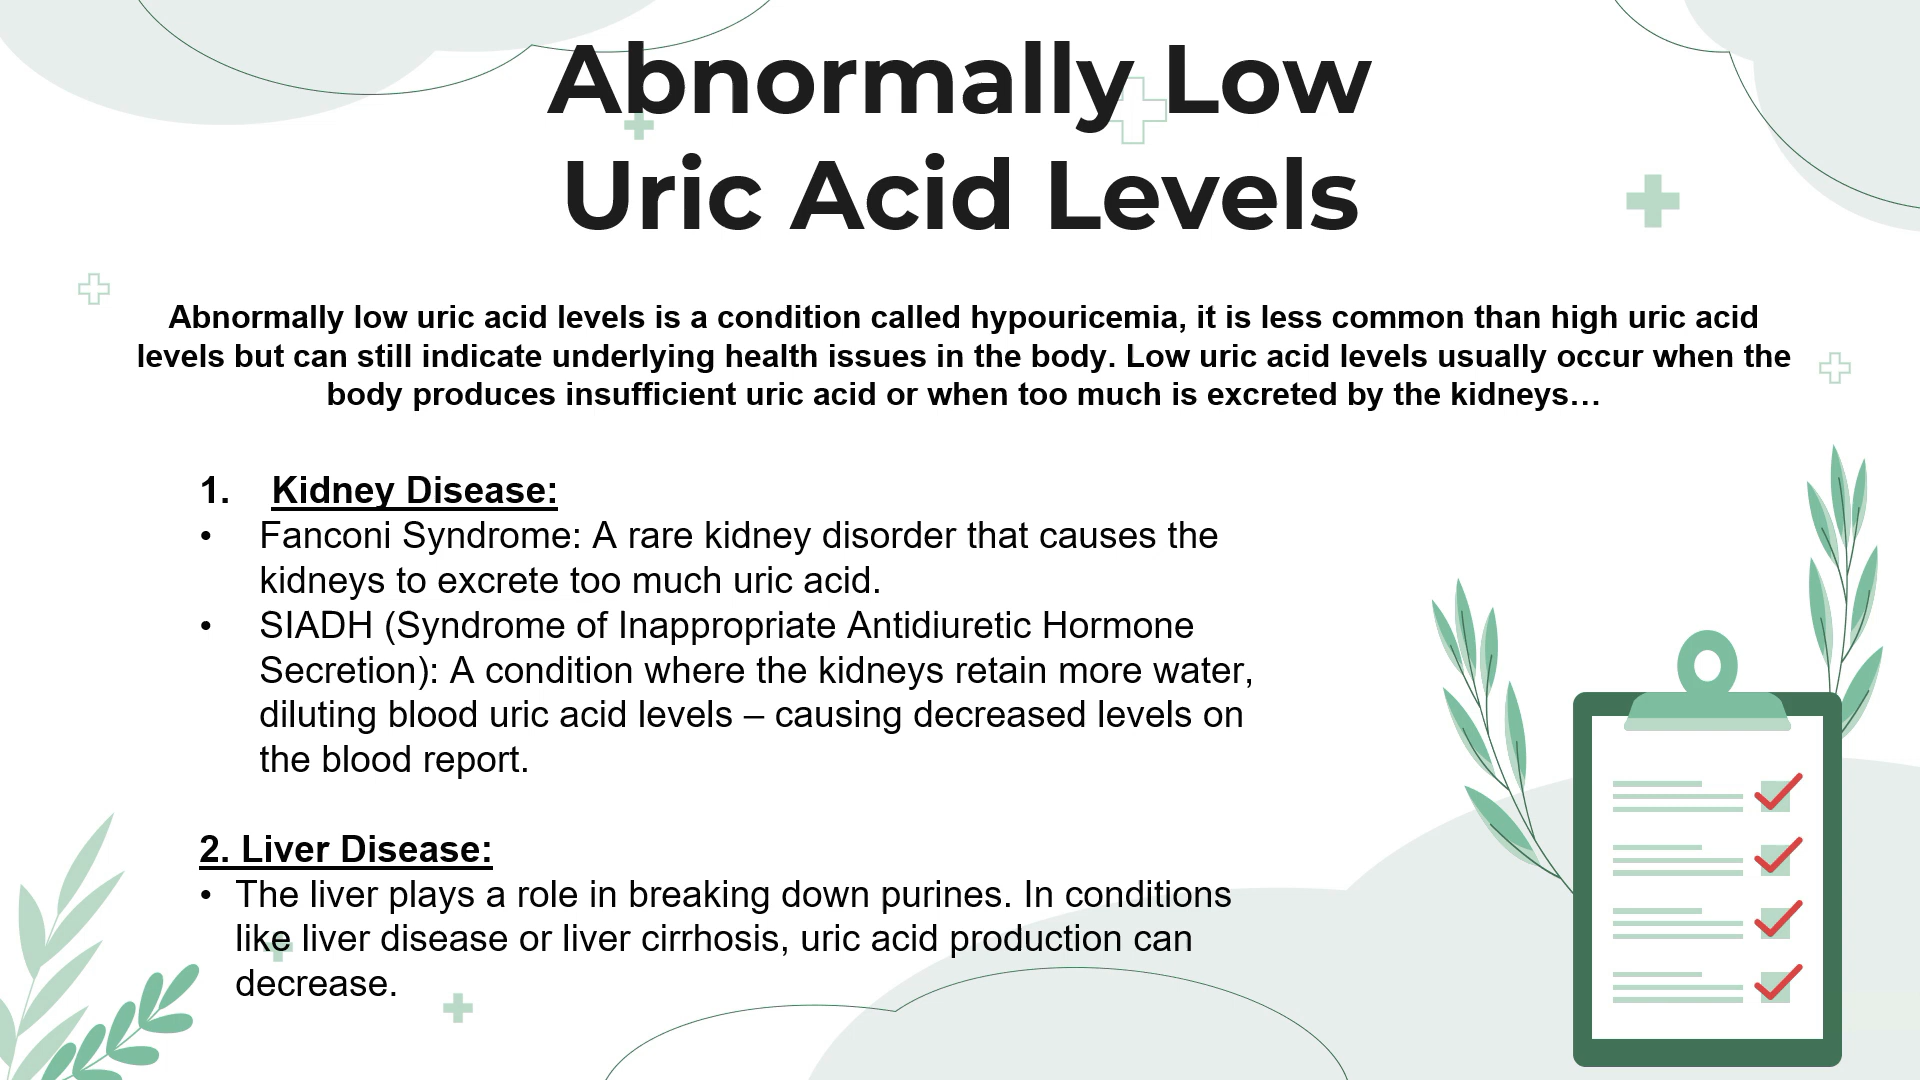 Abnormally Low
Uric Acid Levels
Abnormally low uric acid levels is a condition called hypouricemia, it is less common than high uric acid
levels but can still indicate underlying health issues in the body. Low uric acid levels usually occur when the
body produces insufficient uric acid or when too much is excreted by the kidneys…
1. Kidney Disease:
• Fanconi Syndrome: A rare kidney disorder that causes the
kidneys to excrete too much uric acid.
• SIADH (Syndrome of Inappropriate Antidiuretic Hormone
Secretion): A condition where the kidneys retain more water,
diluting blood uric acid levels – causing decreased levels on
the blood report.
2. Liver Disease:
• The liver plays a role in breaking down purines. In conditions
like liver disease or liver cirrhosis, uric acid production can
decrease.